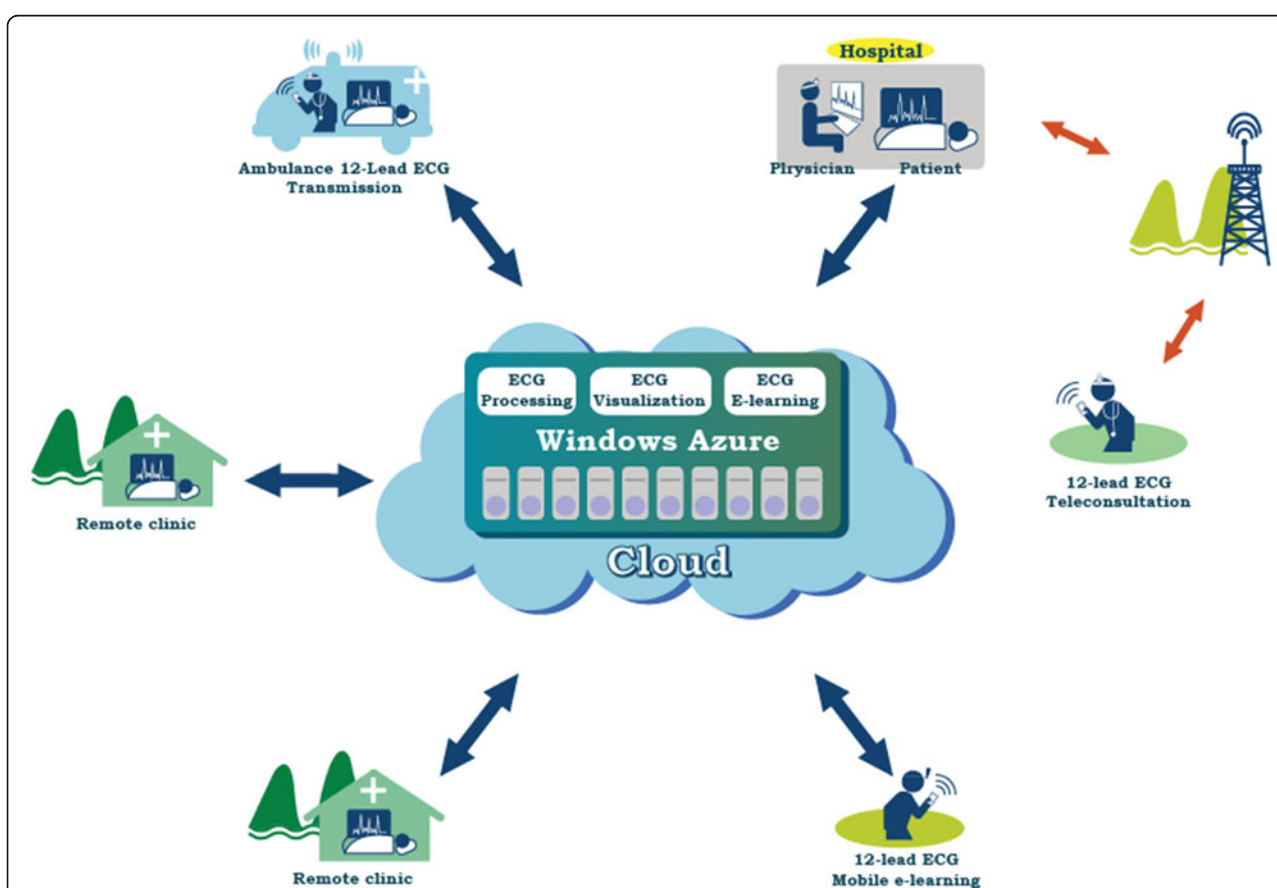 Hospital
Plrysician Patient
Ambulance 12-Lead ECG
Transmission
ECG
Processing
ECG
Visualization
ECG
E-learning
Windows Azure
Cloud
12-lead ECG
Teleconsultation
Remote clinic
Remote clinic
12-lead ECG
Mobile e-learning